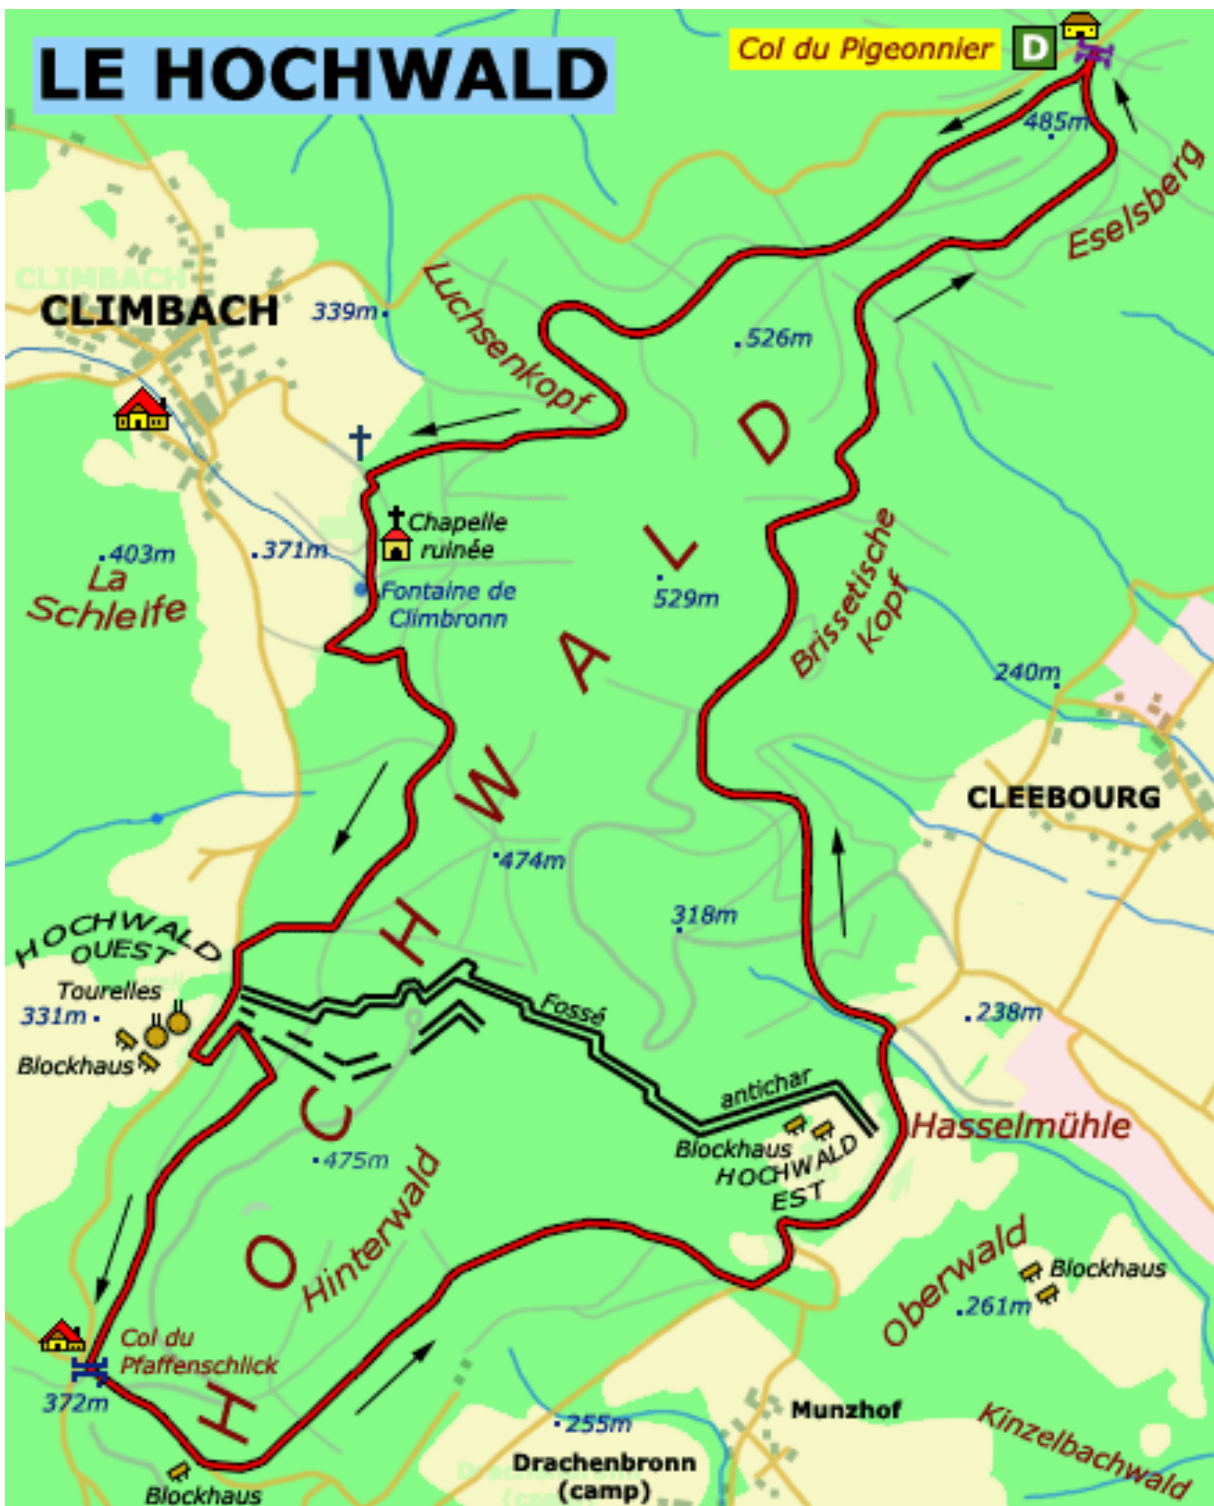 LE HOCHWALD
Col du Pigeonnier
D
485m
Eselsberg
CLIMBACH
CLIMBACH
339m
Luchsenkopf
526m
D
Chapelle
ruinée
403m
371m
La
Schleife
L
529m
Fontaine de
Climbronn
Brissetische
Kopf
A
240m
W
CLEEBOURG
474m
H
318m
HOCHWALD
OUEST
Tourelles
331m
Blockhaus
Fossé
antichar
238m
C
475m
Blockhaus
HOCHWALD
EST
Hasselmühle
Hinterwald
O
Oberwald
Blockhaus
261m
Col du
Pfaffenschlick
372m
H
255m
Munzhof
Kinzelbachwald
Drachenbronn
(camp)
Blockhaus